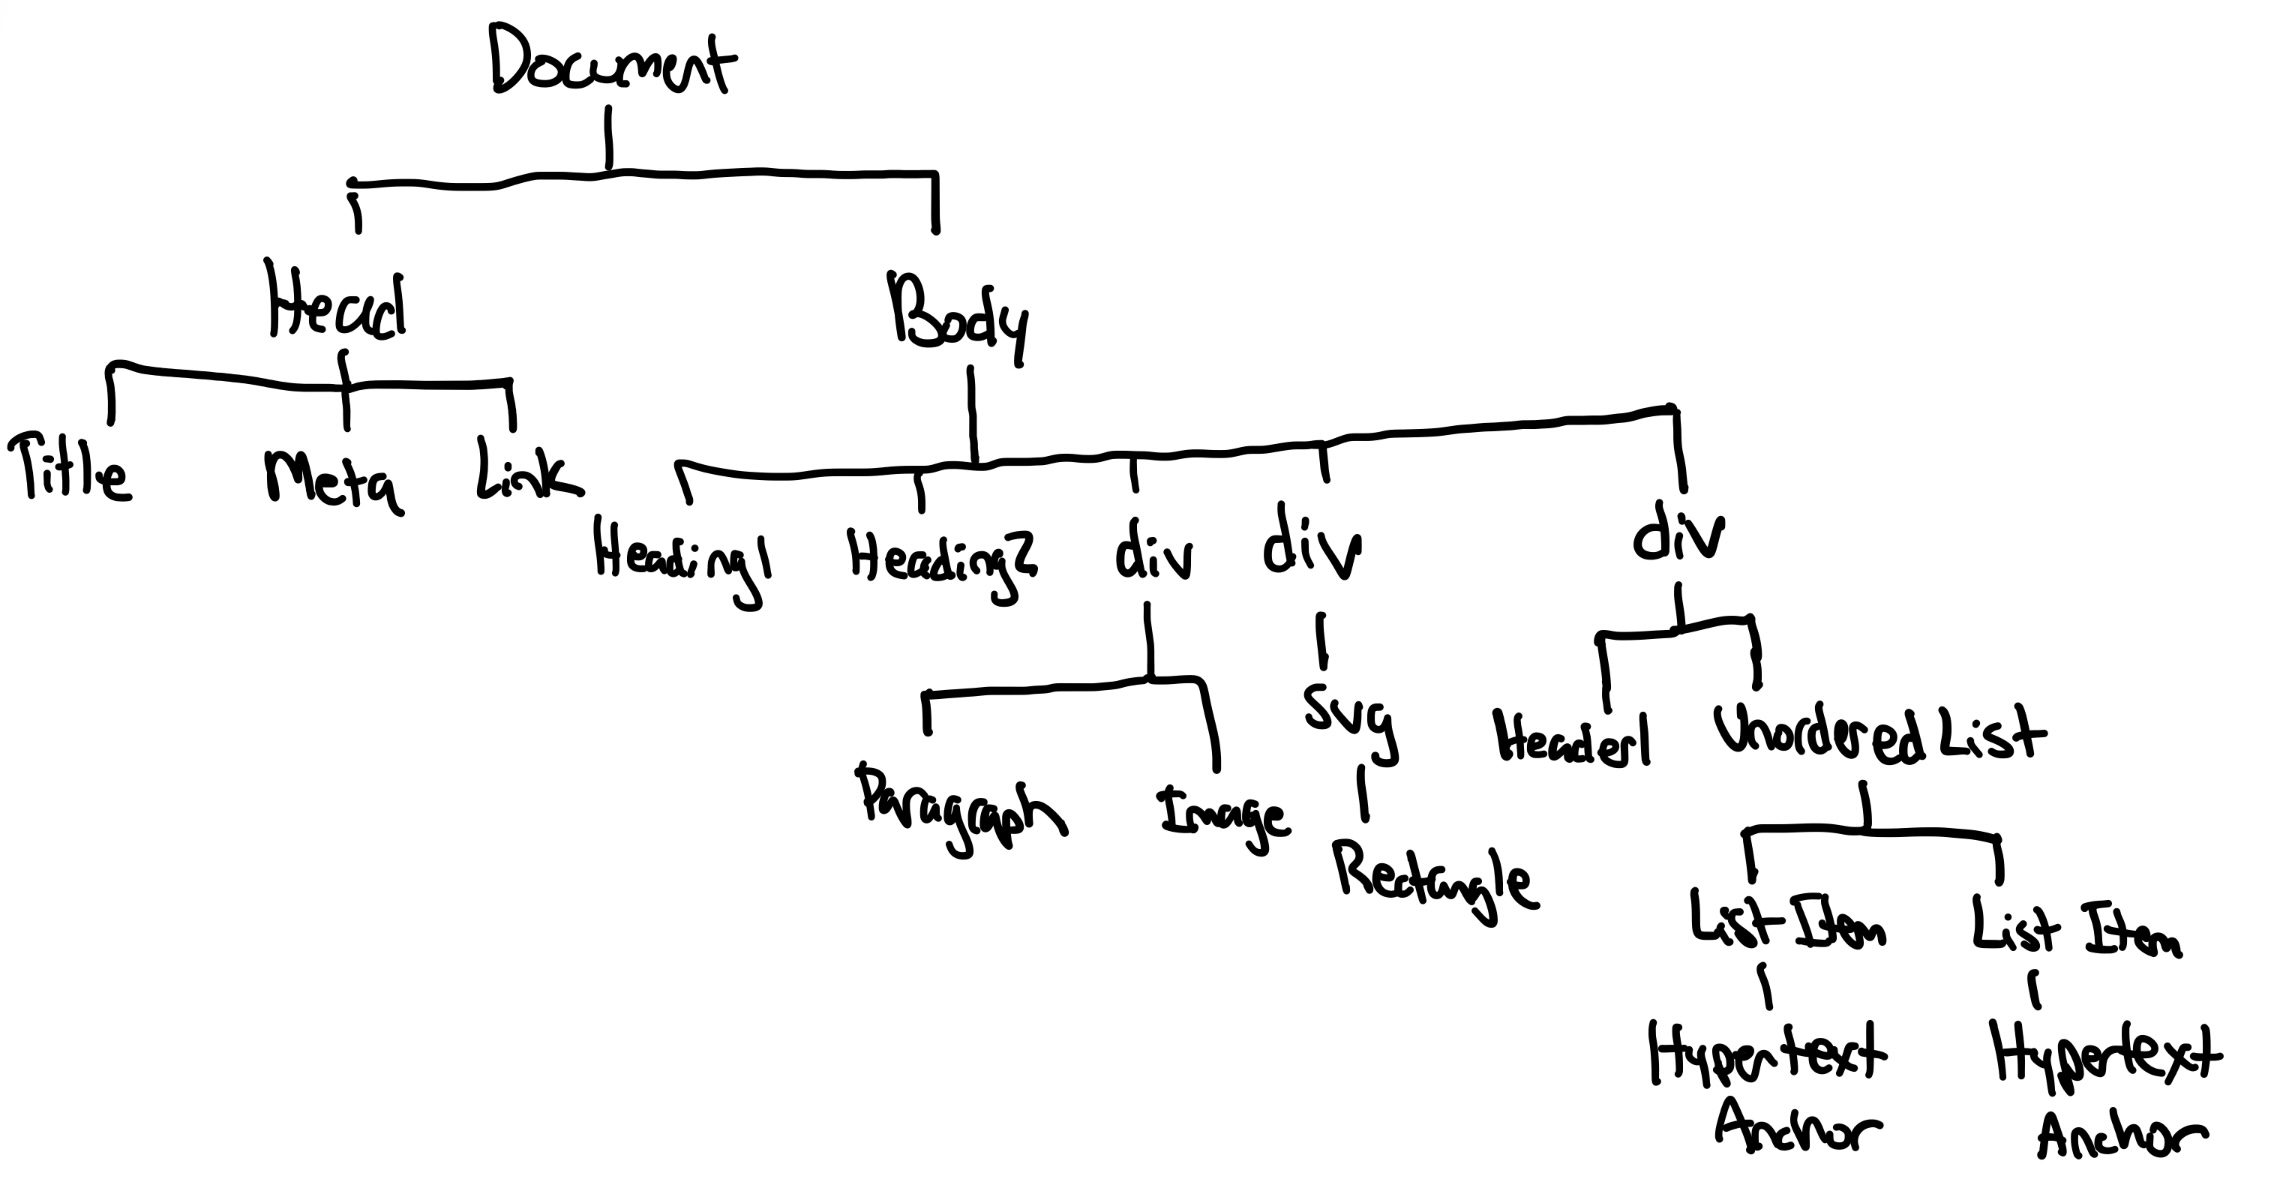 Document
Head
Body
Title
Meta
Link
Heading1
Heading2
div
div
div
Paragraph
Image
svg
Rectangle
Header1
Unordered List
List Item
List Item
Hypertext
Anchor
Hypertext
Anchor